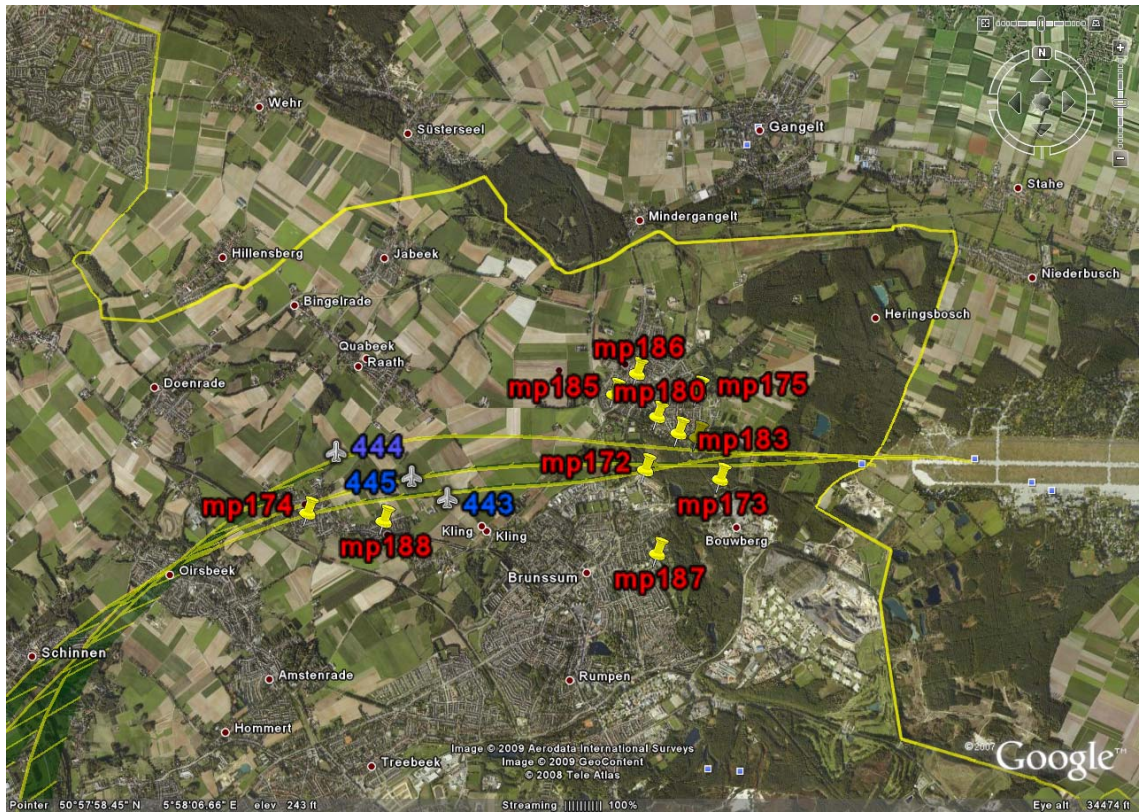 N
Wehr
Süsterseel
Gangelt
Stahe
Mindergangelt
Hillensberg
Jabeek
Niederbusch
Bingelrade
Heringsbosch
Quabeek
Raath
mp186
Doenrade
mp185
mp180
mp175
444
mp183
445
mp172
443
mp174
mp173
Kling
Kling
mp188
Bouwberg
Oirsbeek
Brunssum
mp187
Schinnen
Amstenrade
Rumpen
Hommert
Treebeek
Image © 2009 Aerodata International Surveys
Image © 2009 GeoContent
© 2008 Tele Atlas
©2007 Google™
Pointer 50°57'58.45" N 5°58'06.66" E elev 243 ft Streaming 100% Eye alt 34474 ft